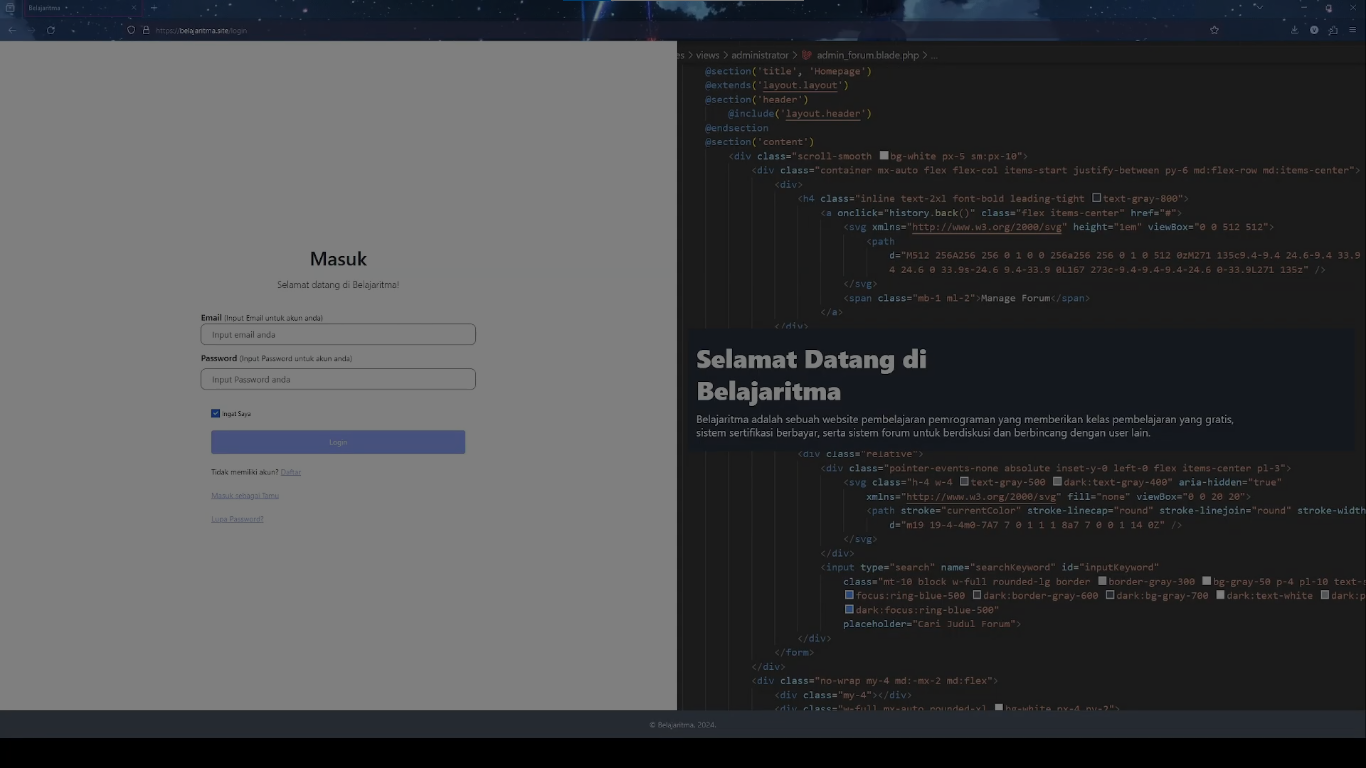 Belajaritma
https://belajaritma.site/login
Masuk
Selamat datang di Belajaritma!
Email (Input Email untuk akun anda)
Input email anda
Password (Input Password untuk akun anda)
Input Password anda
Ingat Saya
Login
Tidak memiliki akun? Daftar
Masuk sebagai Tamu
Lupa Password?
es > views > administrator > admin_forum.blade.php > ...
@section('title', 'Homepage')
@extends('layout.layout')
@section('header')
@include('layout.header')
@endsection
@section('content')
<div class="scroll-smooth bg-white px-5 sm:px-10">
<div class="container mx-auto flex flex-col items-start justify-between py-6 md:flex-row md:items-center">
<div>
<h4 class="inline text-2xl font-bold leading-tight text-gray-800">
<a onclick="history.back()" class="flex items-center" href="#">
<svg xmlns="http://www.w3.org/2000/svg" height="1em" viewBox="0 0 512 512">
<path
d="M512 256A256 256 0 1 0 0 256a256 256 0 1 0 512 0zM271 135c9.4-9.4 24.6-9.4 33.9
4 24.6 0 33.9s-24.6 9.4-33.9 0L167 273c-9.4-9.4-9.4-24.6 0-33.9L271 135z" />
</svg>
<span class="mb-1 ml-2">Manage Forum</span>
</a>
</div>
Selamat Datang di
Belajaritma
Belajaritma adalah sebuah website pembelajaran pemrograman yang memberikan kelas pembelajaran yang gratis,
sistem sertifikasi berbayar, serta sistem forum untuk berdiskusi dan berbincang dengan user lain.
<div class="relative">
<div class="pointer-events-none absolute inset-y-0 left-0 flex items-center pl-3">
<svg class="h-4 w-4 text-gray-500 dark:text-gray-400" aria-hidden="true"
xmlns="http://www.w3.org/2000/svg" fill="none" viewBox="0 0 20 20">
<path stroke="currentColor" stroke-linecap="round" stroke-linejoin="round" stroke-width
d="m19 19-4-4m0-7A7 7 0 1 1 1 8a7 7 0 0 1 14 0Z" />
</svg>
</div>
<input type="search" name="searchKeyword" id="inputKeyword"
class="mt-10 block w-full rounded-lg border border-gray-300 bg-gray-50 p-4 pl-10 text-s
focus:ring-blue-500 dark:border-gray-600 dark:bg-gray-700 dark:text-white dark:p
dark:focus:ring-blue-500"
placeholder="Cari Judul Forum">
</div>
</form>
</div>
<div class="no-wrap my-4 md:-mx-2 md:flex">
<div class="my-4"></div>
<div class="w-full mx-auto rounded-xl bg-white px-4 py-2">
© Belajaritma, 2024.